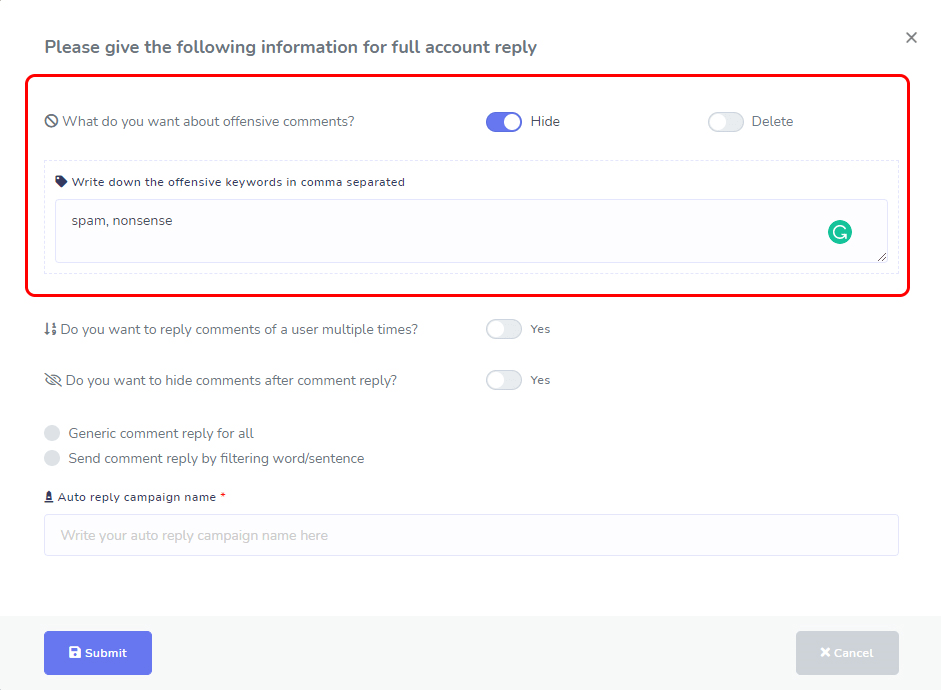 Please give the following information for full account reply
What do you want about offensive comments?
Hide
Delete
Write down the offensive keywords in comma separated
spam, nonsense
Do you want to reply comments of a user multiple times?
Yes
Do you want to hide comments after comment reply?
Yes
Generic comment reply for all
Send comment reply by filtering word/sentence
Auto reply campaign name *
Write your auto reply campaign name here
Submit
Cancel